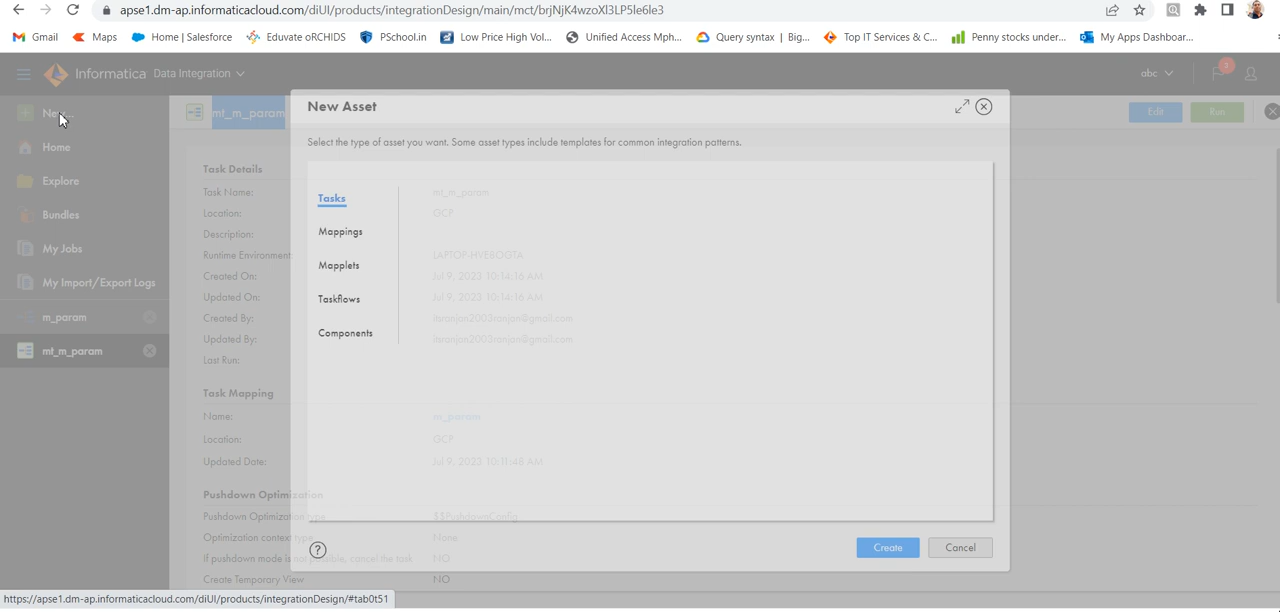 apse1.dm-ap.informaticacloud.com/diUI/products/integrationDesign/main/mct/brjNjK4wzoXl3LP5le6le3
Gmail Maps Home | Salesforce Eduvate oRCHIDS PSchool.in Low Price High Vol... Unified Access Mph... Query syntax | Big... Top IT Services & C... Penny stocks under... My Apps Dashboar...
Informatica Data Integration abc 2
New...
Home
Explore
Bundles
My Jobs
My Import/Export Logs
m_param
mt_m_param
mt_m_param Edit Run
New Asset
Select the type of asset you want. Some asset types include templates for common integration patterns.
Tasks
Mappings
Mapplets
Taskflows
Components
Task Details
Task Name: mt_m_param
Location: GCP
Description:
Runtime Environment: LAPTOP-HVE8OGTA
Created On: Jul 9, 2023 10:14:16 AM
Updated On: Jul 9, 2023 10:14:16 AM
Created By: itsranjan2003ranjan@gmail.com
Updated By: itsranjan2003ranjan@gmail.com
Last Run:
Task Mapping
Name: m_param
Location: GCP
Updated Date: Jul 9, 2023 10:11:48 AM
Pushdown Optimization
Pushdown Optimization type $$PushdownConfig
Optimization context type None
If pushdown mode is not possible, cancel the task NO
Create Temporary View NO
? Create Cancel
https://apse1.dm-ap.informaticacloud.com/diUI/products/integrationDesign/#tab0t51